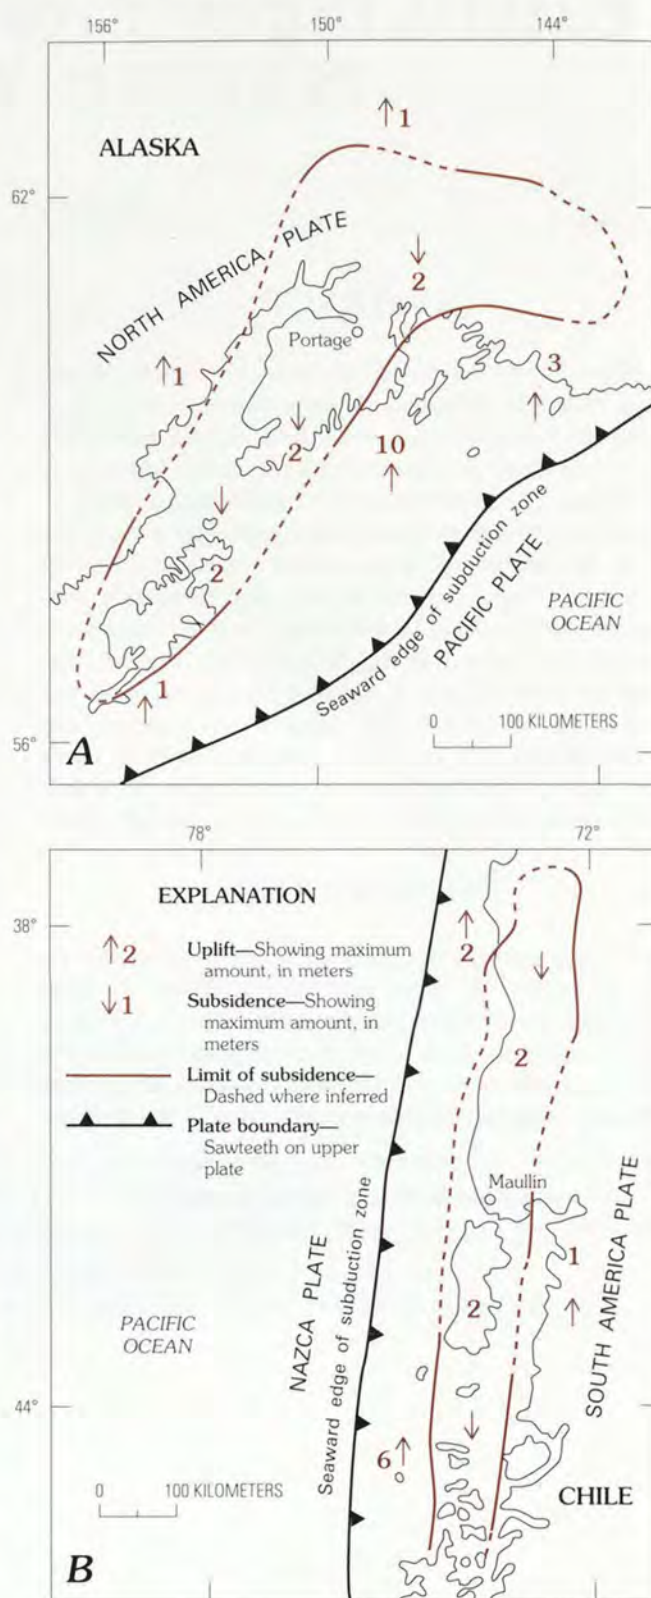 156°
150°
144°
1
ALASKA
62°
NORTH AMERICA PLATE
2
Portage
3
1
2
10
2
Seaward edge of subduction zone
PACIFIC PLATE
PACIFIC
OCEAN
1
0 100 KILOMETERS
56°
A
78°
72°
EXPLANATION
38°
2 Uplift—Showing maximum
amount, in meters
1 Subsidence—Showing
maximum amount, in
meters
Limit of subsidence—
Dashed where inferred
Plate boundary—
Sawteeth on upper
plate
2
2
Maullin
NAZCA PLATE
Seaward edge of subduction zone
SOUTH AMERICA PLATE
1
2
PACIFIC
OCEAN
44°
6
0 100 KILOMETERS
CHILE
B